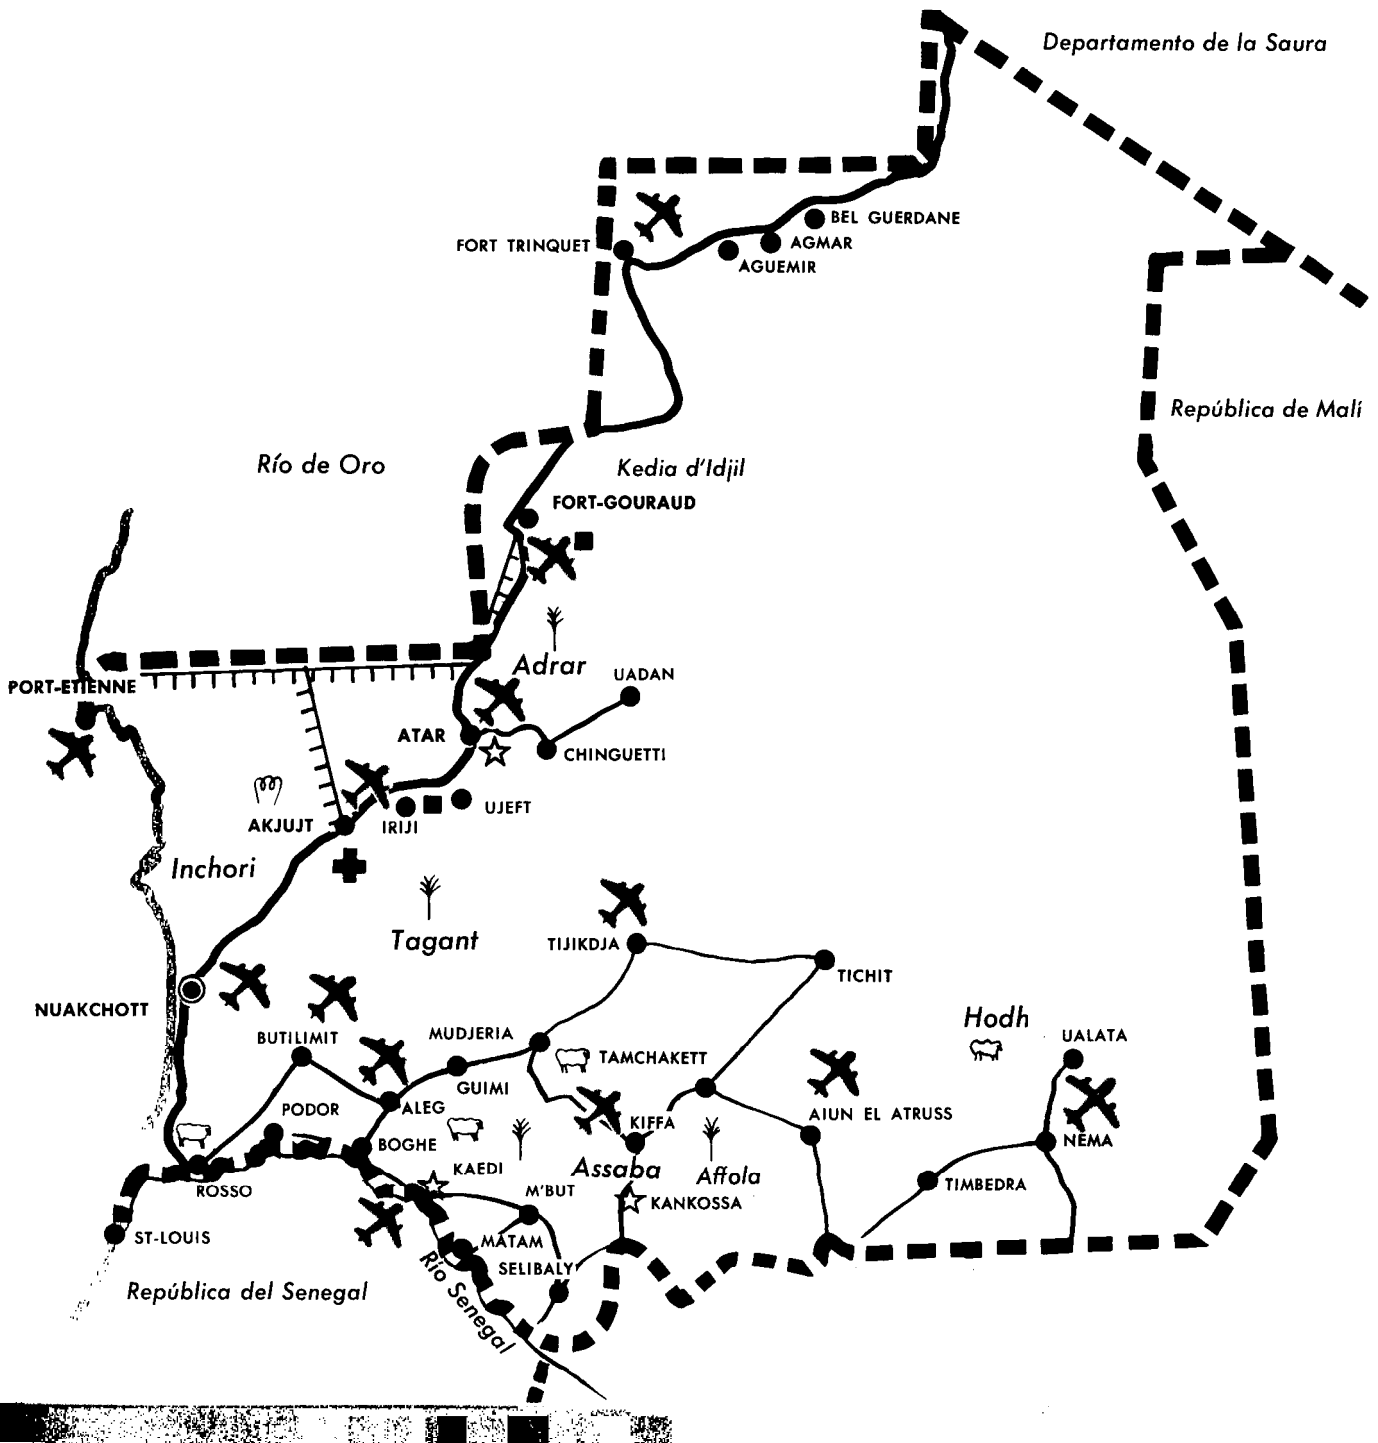 Departamento de la Saura
BEL GUERDANE
FORT TRINQUET
AGMAR
AGUEMIR
República de Malí
Río de Oro
Kedia d'Idjil
FORT-GOURAUD
Adrar
UADAN
PORT-ETIENNE
ATAR
CHINGUETTI
UJEFT
AKJUJT
IRIJI
Inchori
Tagant
TIJIKDJA
TICHIT
NUAKCHOTT
Hodh
BUTILIMIT
MUDJERIA
UALATA
TAMCHAKETT
GUIMI
PODOR
ALEG
AIUN EL ATRUSS
KIFFA
BOGHE
NEMA
KAEDI
Assaba
Affola
ROSSO
M'BUT
TIMBEDRA
KANKOSSA
ST-LOUIS
MATAM
SELIBALY
Río Senegal
República del Senegal